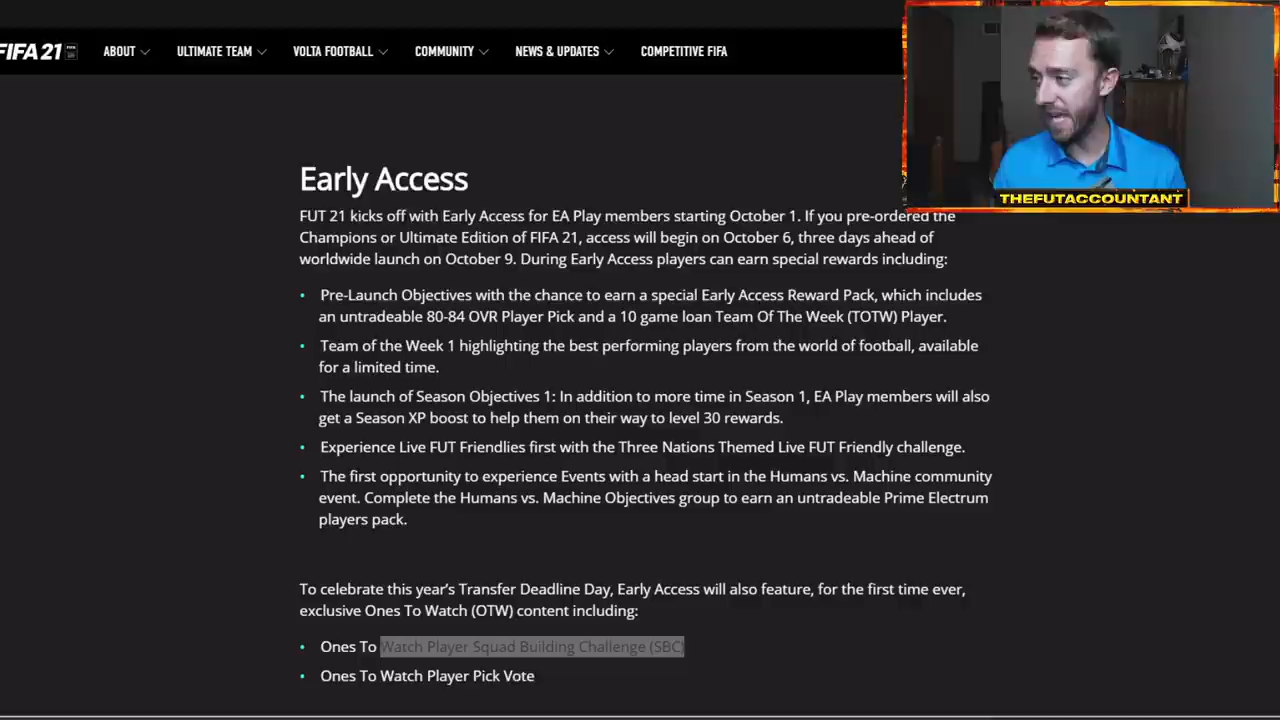 FIFA 21
ABOUT
ULTIMATE TEAM
VOLTA FOOTBALL
COMMUNITY
NEWS & UPDATES
COMPETITIVE FIFA
THEFUTACCOUNTANT
Early Access
FUT 21 kicks off with Early Access for EA Play members starting October 1. If you pre-ordered the
Champions or Ultimate Edition of FIFA 21, access will begin on October 6, three days ahead of
worldwide launch on October 9. During Early Access players can earn special rewards including:
• Pre-Launch Objectives with the chance to earn a special Early Access Reward Pack, which includes
an untradeable 80-84 OVR Player Pick and a 10 game loan Team Of The Week (TOTW) Player.
• Team of the Week 1 highlighting the best performing players from the world of football, available
for a limited time.
• The launch of Season Objectives 1: In addition to more time in Season 1, EA Play members will also
get a Season XP boost to help them on their way to level 30 rewards.
• Experience Live FUT Friendlies first with the Three Nations Themed Live FUT Friendly challenge.
• The first opportunity to experience Events with a head start in the Humans vs. Machine community
event. Complete the Humans vs. Machine Objectives group to earn an untradeable Prime Electrum
players pack.
To celebrate this year’s Transfer Deadline Day, Early Access will also feature, for the first time ever,
exclusive Ones To Watch (OTW) content including:
• Ones To Watch Player Squad Building Challenge (SBC)
• Ones To Watch Player Pick Vote